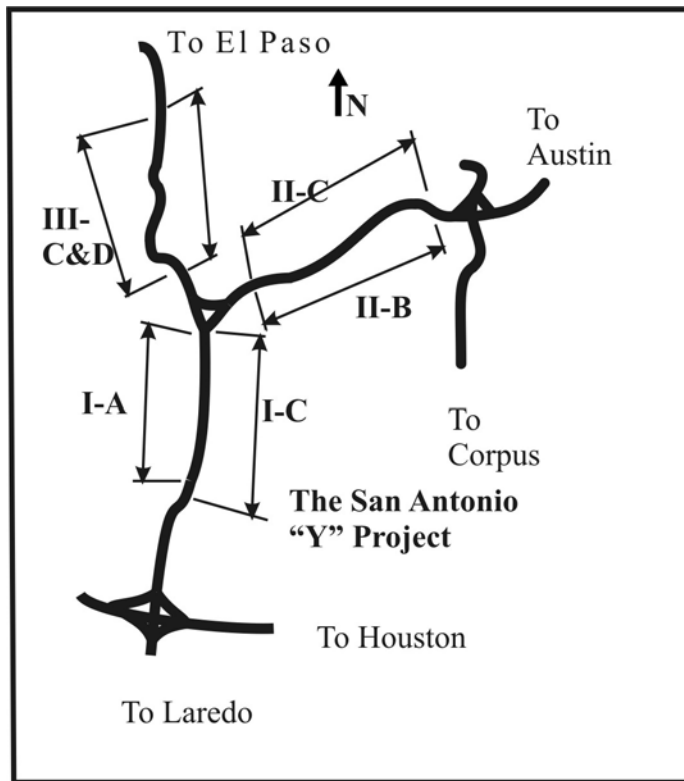 To El Paso
N
To
Austin
II-C
III-
C&D
II-B
I-A
I-C
To
Corpus
The San Antonio
“Y” Project
To Houston
To Laredo